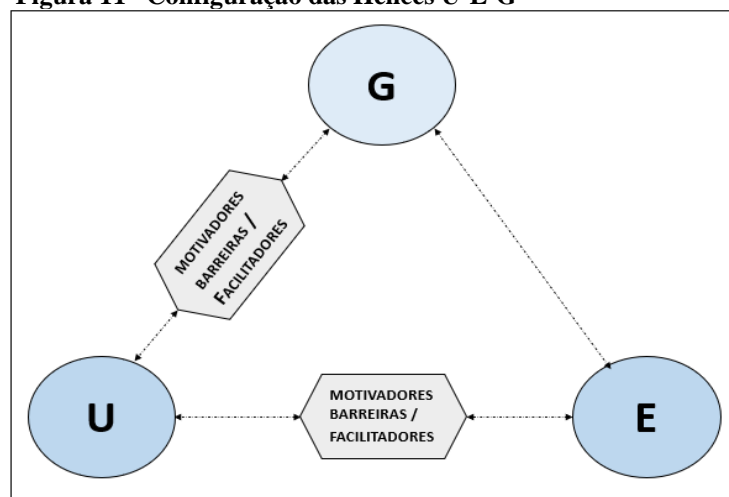 Figura 11 - Configuração das Hélices U-E-G
G
MOTIVADORES
BARREIRAS /
FACILITADORES
U
MOTIVADORES
BARREIRAS /
FACILITADORES
E